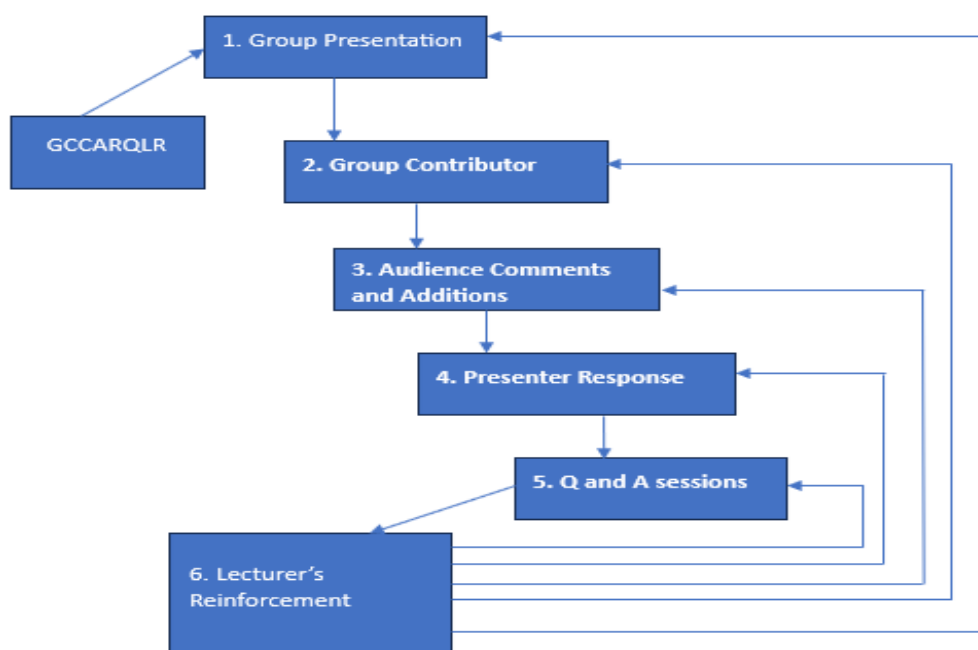 1. Group Presentation
GCCARQLR
2. Group Contributor
3. Audience Comments
and Additions
4. Presenter Response
5. Q and A sessions
6. Lecturer’s
Reinforcement